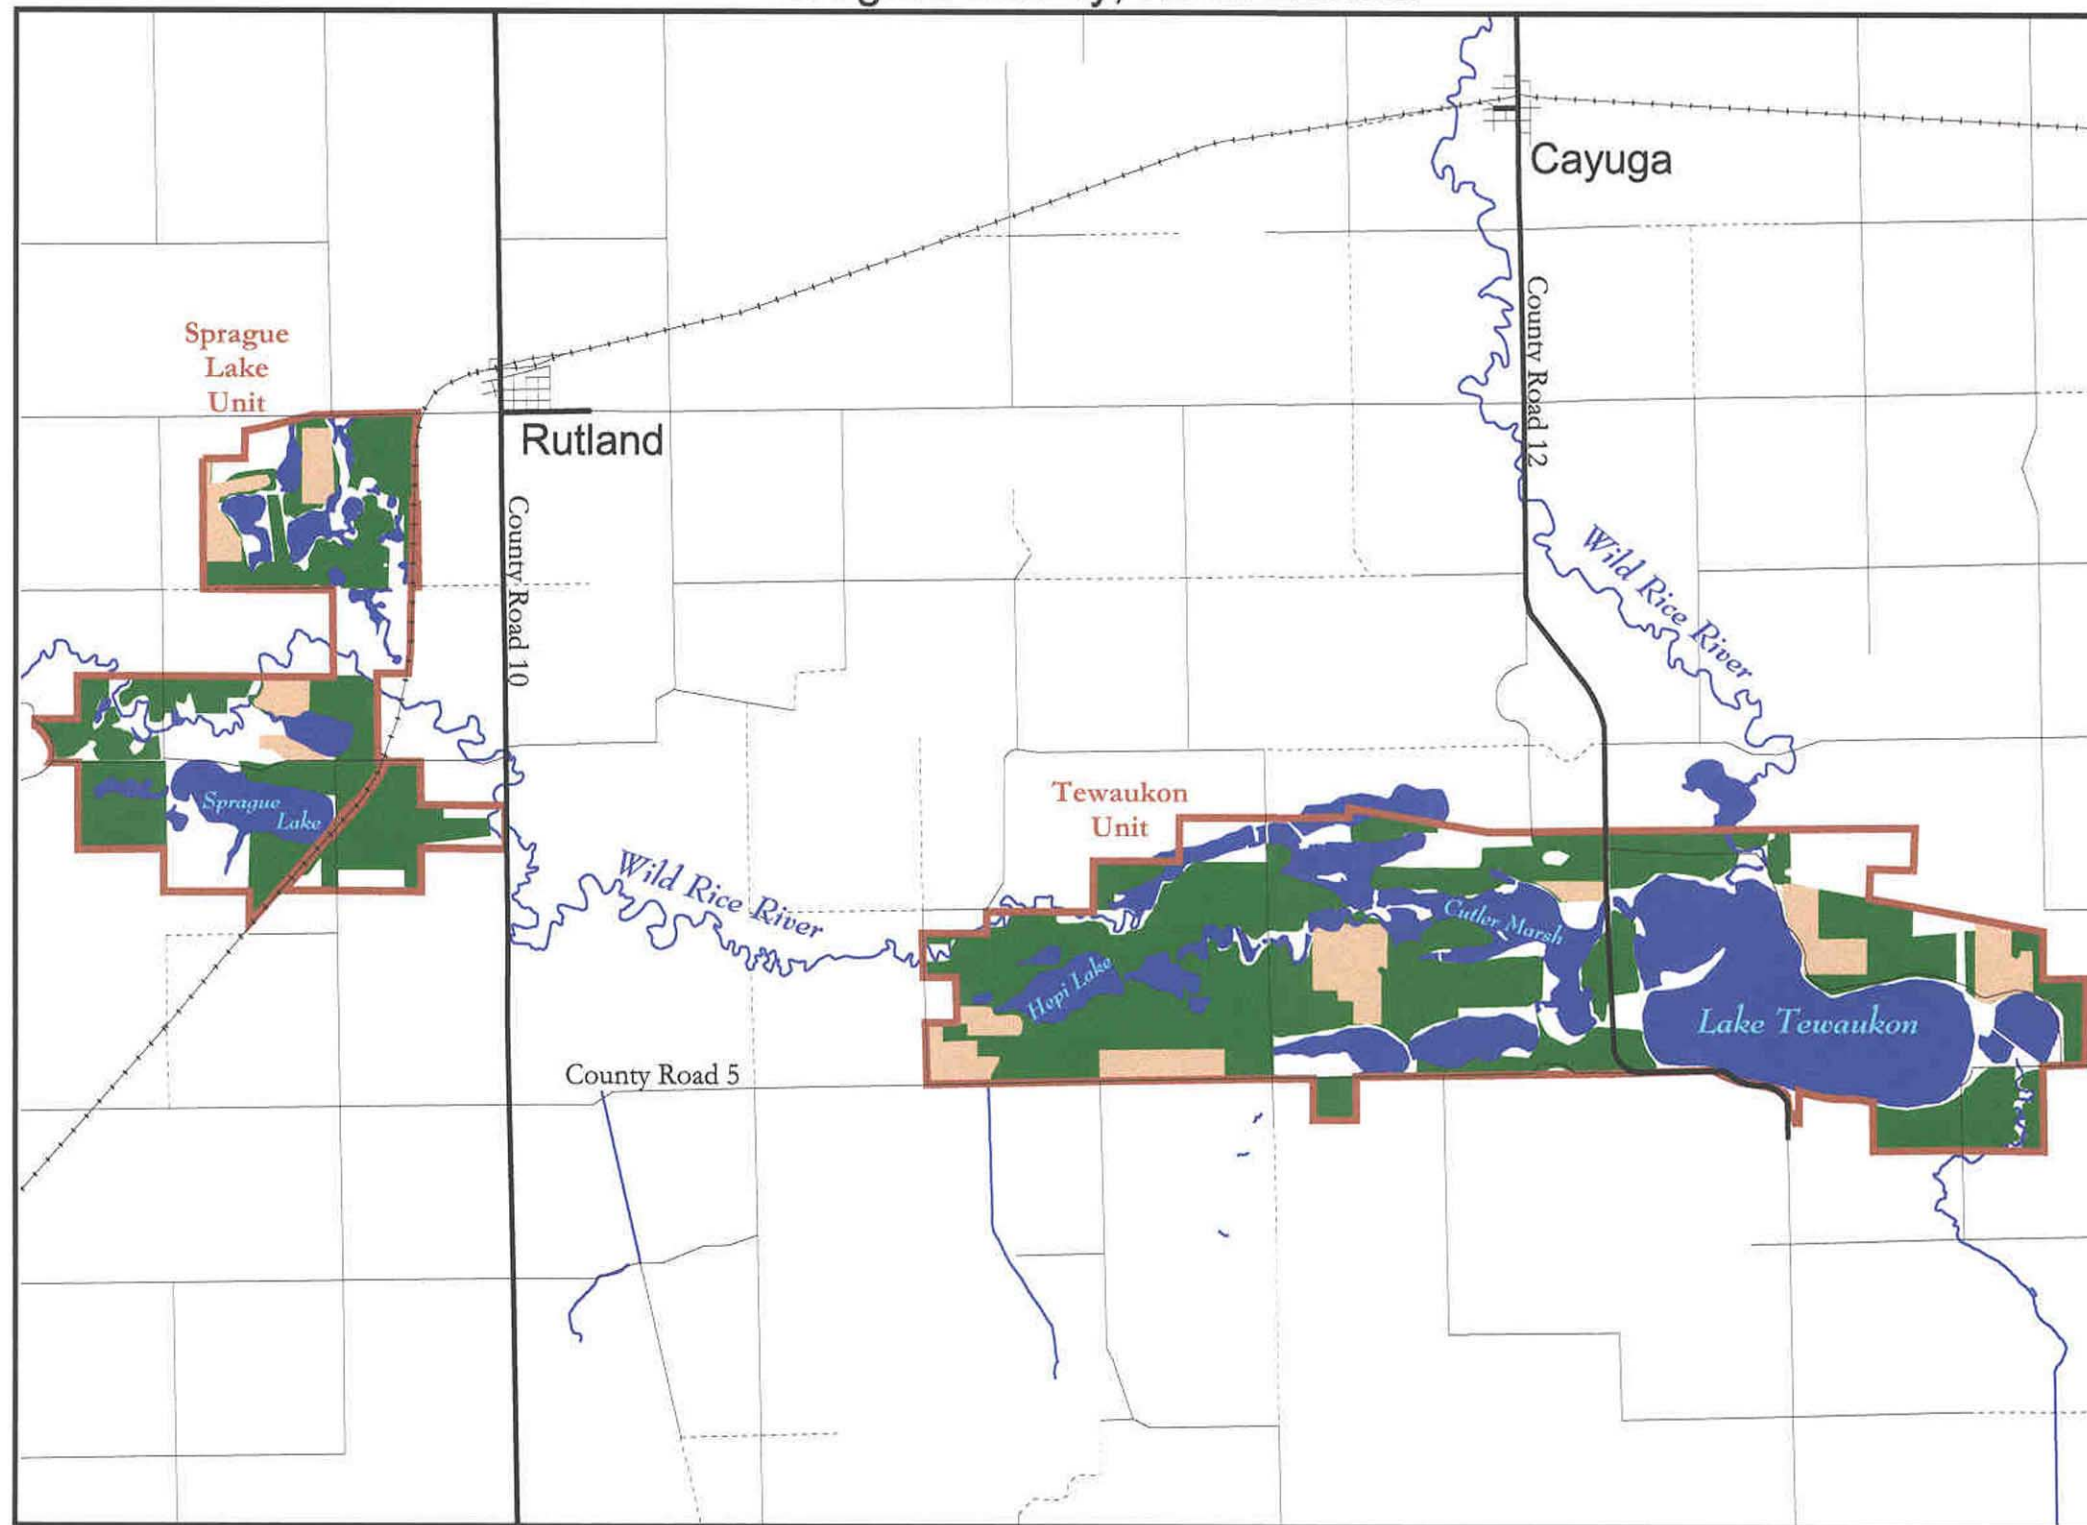 Cayuga
County Road 12
Sprague
Lake
Unit
Rutland
County Road 10
Wild Rice River
Tewaukon
Unit
Sprague
Lake
Wild Rice River
Cutler Marsh
Hepi Lake
Lake Tewaukon
County Road 5